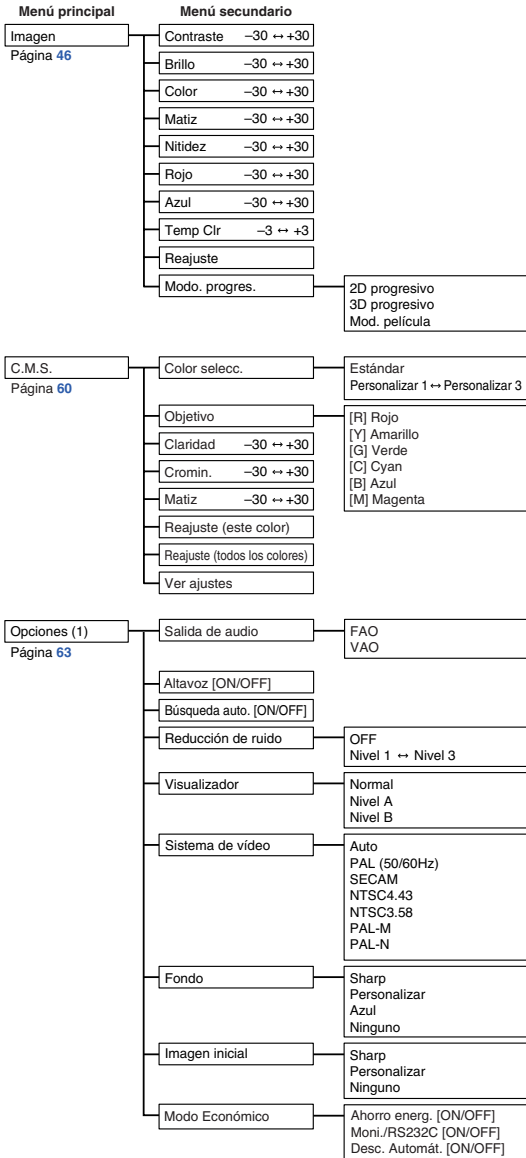 Menú principal Menú secundario
Imagen
Página 46
Contraste –30 ↔ +30
Brillo –30 ↔ +30
Color –30 ↔ +30
Matiz –30 ↔ +30
Nitidez –30 ↔ +30
Rojo –30 ↔ +30
Azul –30 ↔ +30
Temp Clr –3 ↔ +3
Reajuste
Modo. progres.
2D progresivo
3D progresivo
Mod. película
C.M.S.
Página 60
Color selecc.
Estándar
Personalizar 1 ↔ Personalizar 3
Objetivo
[R] Rojo
[Y] Amarillo
[G] Verde
[C] Cyan
[B] Azul
[M] Magenta
Claridad –30 ↔ +30
Cromin. –30 ↔ +30
Matiz –30 ↔ +30
Reajuste (este color)
Reajuste (todos los colores)
Ver ajustes
Opciones (1)
Página 63
Salida de audio
FAO
VAO
Altavoz [ON/OFF]
Búsqueda auto. [ON/OFF]
Reducción de ruido
OFF
Nivel 1 ↔ Nivel 3
Visualizador
Normal
Nivel A
Nivel B
Sistema de vídeo
Auto
PAL (50/60Hz)
SECAM
NTSC4.43
NTSC3.58
PAL-M
PAL-N
Fondo
Sharp
Personalizar
Azul
Ninguno
Imagen inicial
Sharp
Personalizar
Ninguno
Modo Económico
Ahorro energ. [ON/OFF]
Moni./RS232C [ON/OFF]
Desc. Automát. [ON/OFF]